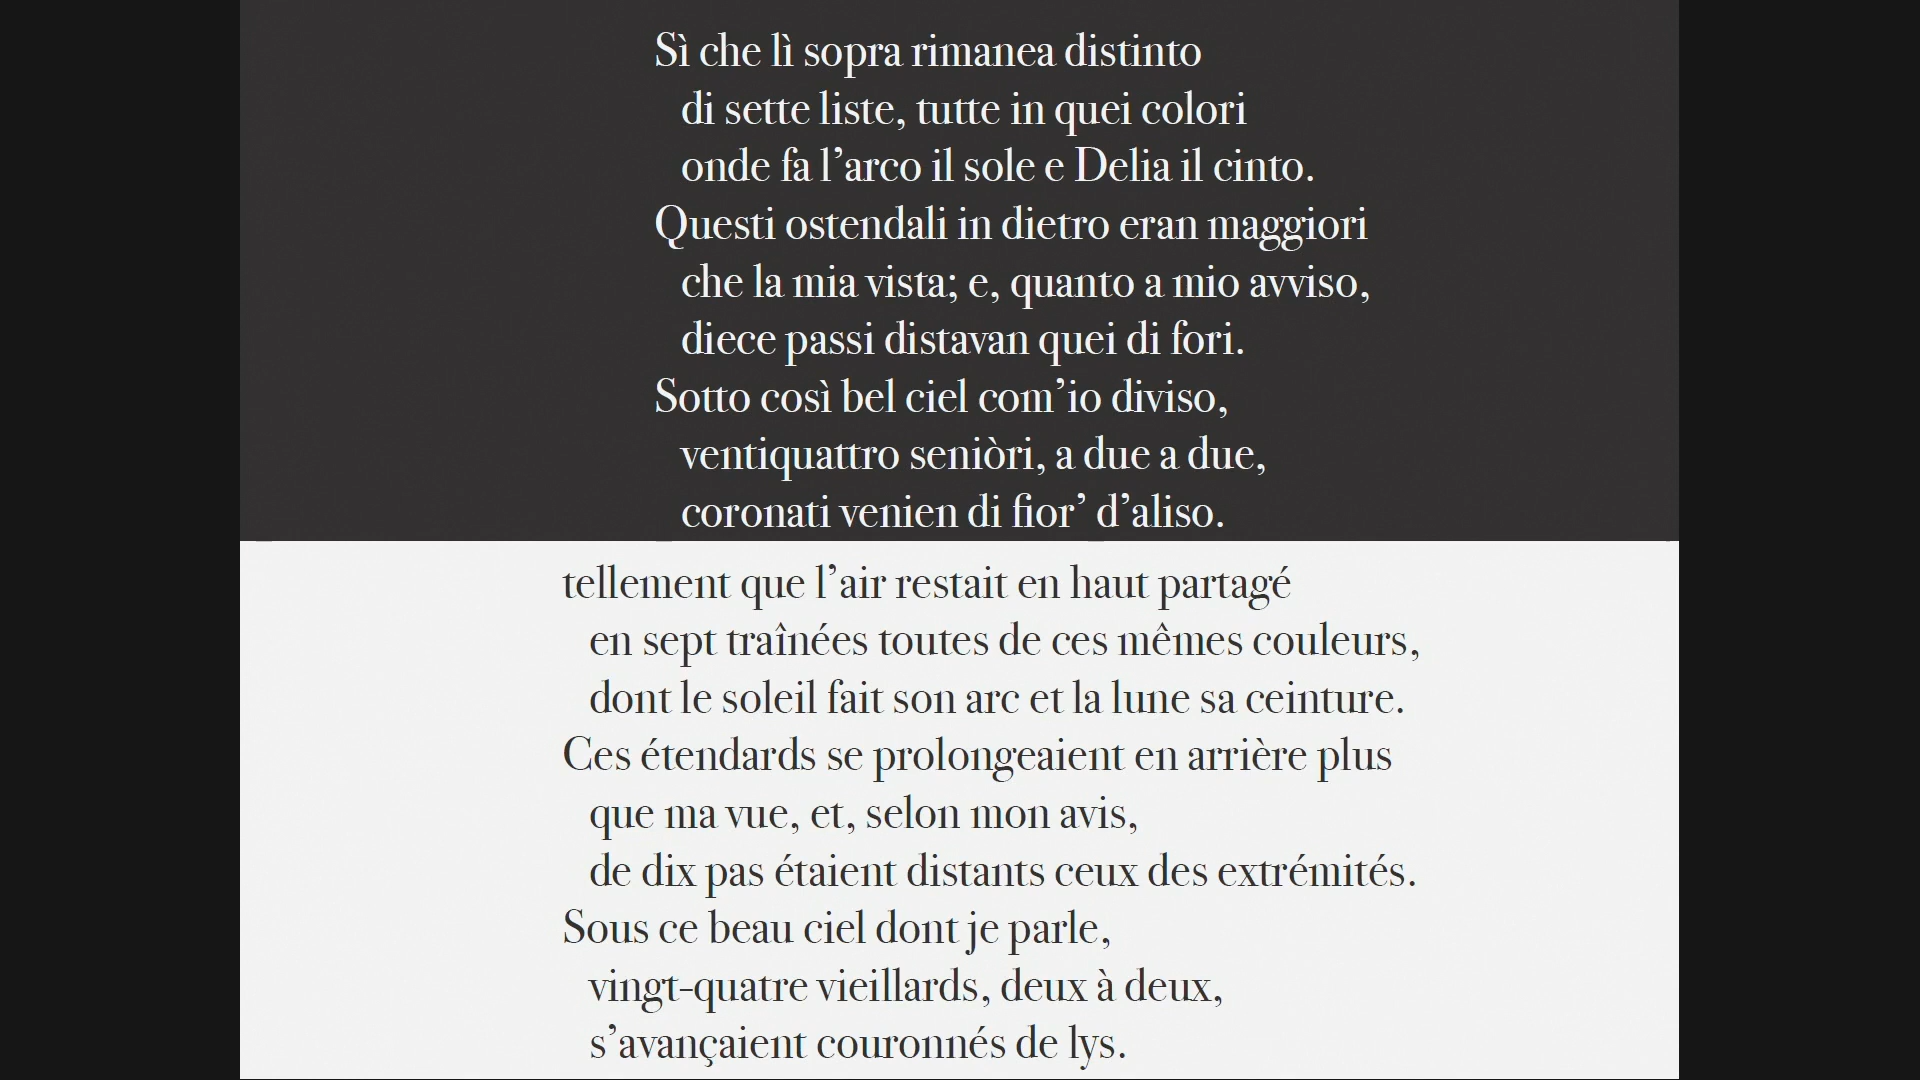 Sì che lì sopra rimanea distinto
di sette liste, tutte in quei colori
onde fa l’arco il sole e Delia il cinto.
Questi ostendali in dietro eran maggiori
che la mia vista; e, quanto a mio avviso,
diece passi distavan quei di fori.
Sotto così bel ciel com’io diviso,
ventiquattro seniòri, a due a due,
coronati venien di fior’ d’aliso.
tellement que l’air restait en haut partagé
en sept traînées toutes de ces mêmes couleurs,
dont le soleil fait son arc et la lune sa ceinture.
Ces étendards se prolongeaient en arrière plus
que ma vue, et, selon mon avis,
de dix pas étaient distants ceux des extrémités.
Sous ce beau ciel dont je parle,
vingt-quatre vieillards, deux à deux,
s’avançaient couronnés de lys.